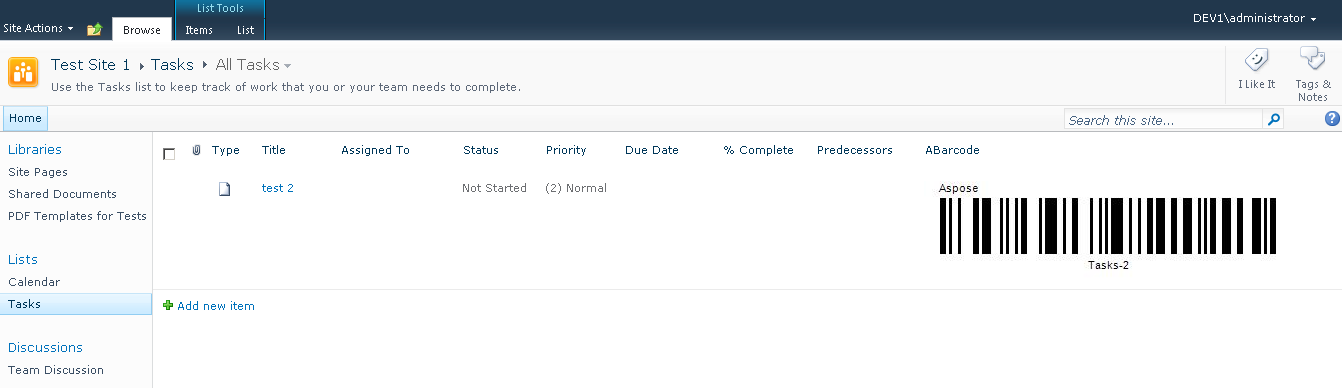 List Tools
Site Actions Browse Items List DEV1\administrator
Test Site 1 Tasks All Tasks
Use the Tasks list to keep track of work that you or your team needs to complete.
I Like It Tags &
Notes
Home Search this site...
Libraries
Site Pages
Shared Documents
PDF Templates for Tests
Lists
Calendar
Tasks
Discussions
Team Discussion
Type Title Assigned To Status Priority Due Date % Complete Predecessors ABarcode
test 2 Not Started (2) Normal
Aspose
Tasks-2
Add new item